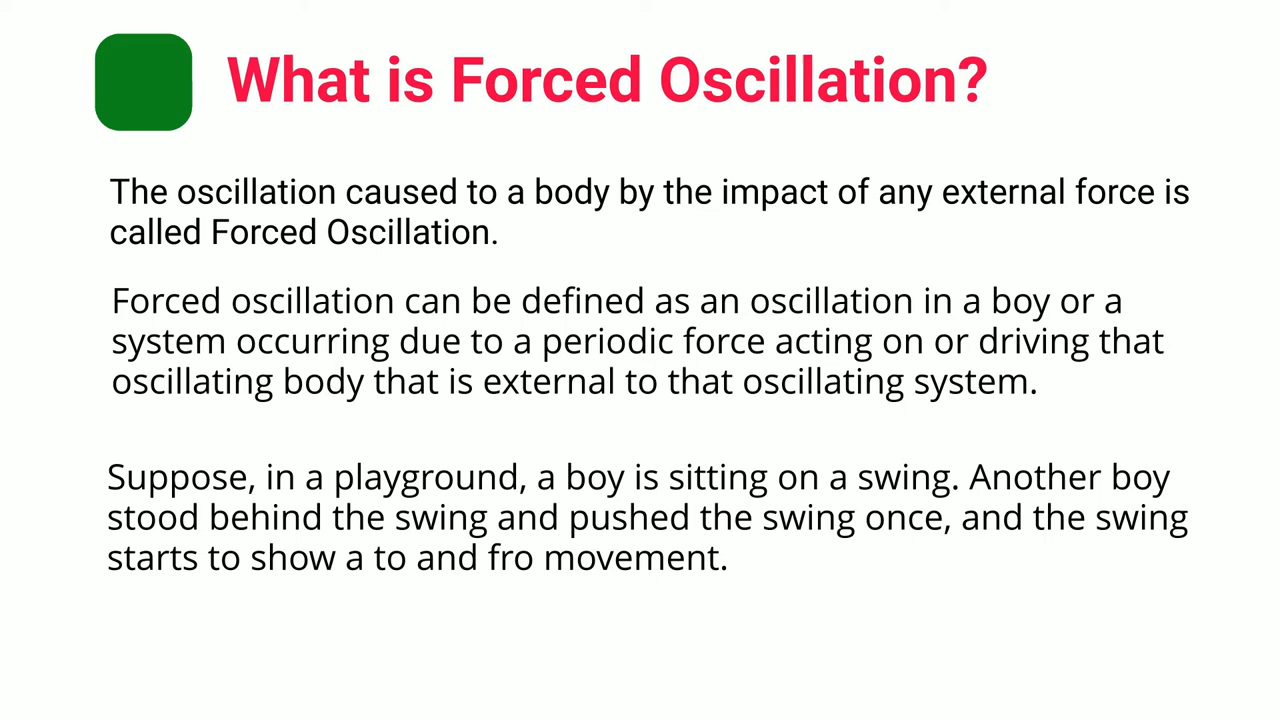 What is Forced Oscillation?
The oscillation caused to a body by the impact of any external force is
called Forced Oscillation.
Forced oscillation can be defined as an oscillation in a boy or a
system occurring due to a periodic force acting on or driving that
oscillating body that is external to that oscillating system.
Suppose, in a playground, a boy is sitting on a swing. Another boy
stood behind the swing and pushed the swing once, and the swing
starts to show a to and fro movement.